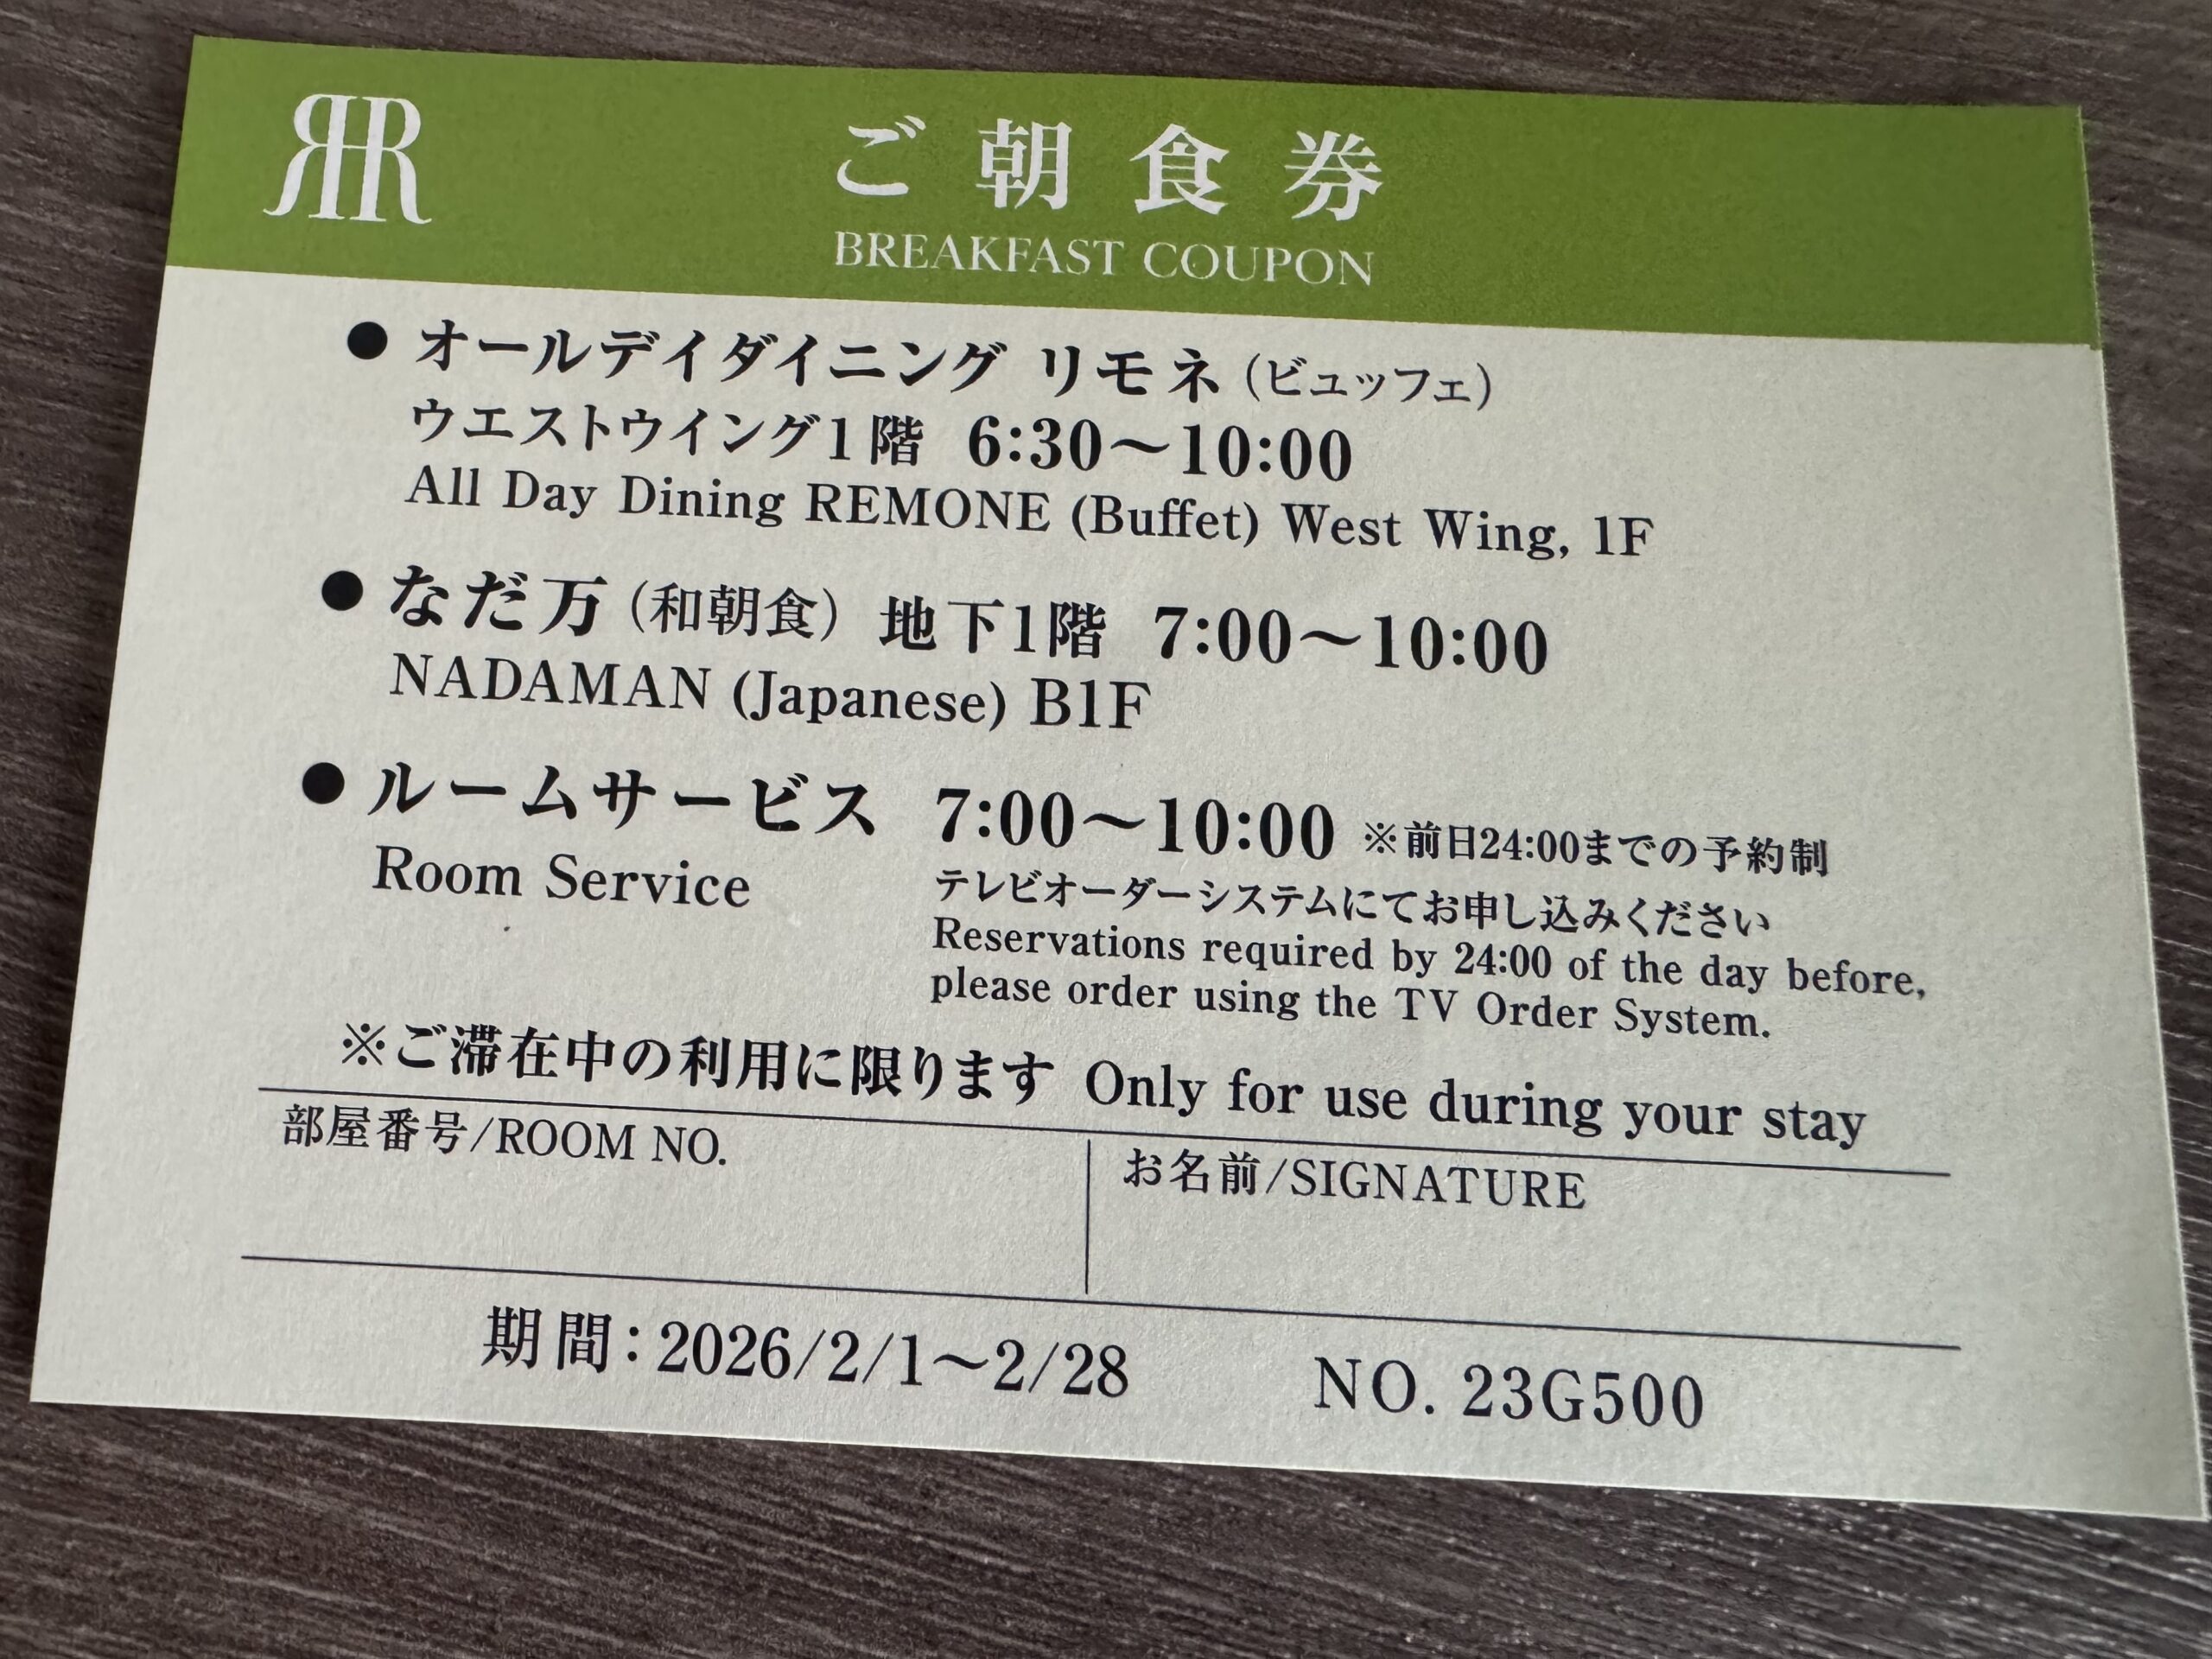 RR
ご朝食券
BREAKFAST COUPON
● オールデイダイニング リモネ（ビュッフェ）
ウエストウイング1階 6:30〜10:00
All Day Dining REMONE (Buffet) West Wing, 1F
● なだ万（和朝食）地下1階 7:00〜10:00
NADAMAN (Japanese) B1F
● ルームサービス 7:00〜10:00 ※前日24:00までの予約制
テレビオーダーシステムにてお申し込みください
Room Service
Reservations required by 24:00 of the day before,
please order using the TV Order System.
※ご滞在中の利用に限ります Only for use during your stay
部屋番号/ROOM NO.
お名前/SIGNATURE
期間：2026/2/1〜2/28 NO. 23G500